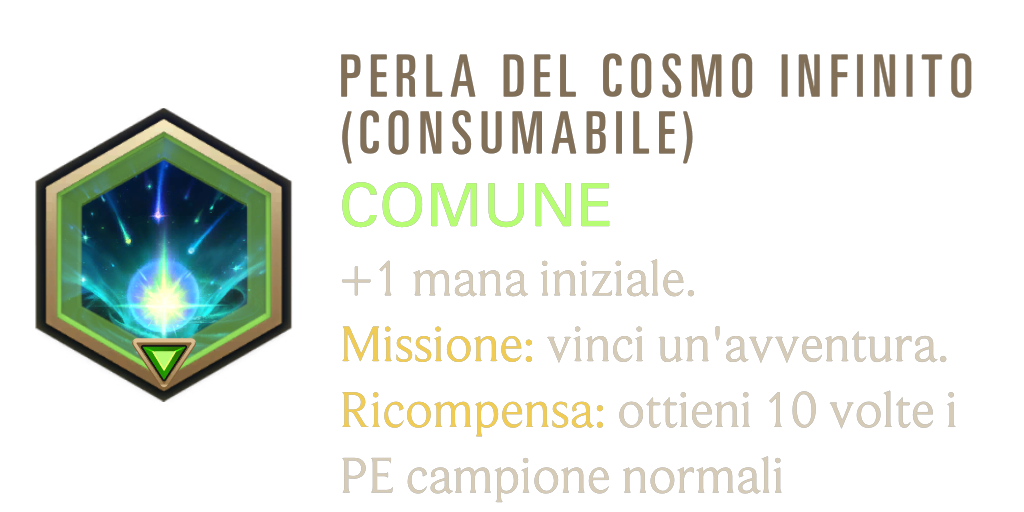 PERLA DEL COSMO INFINITO
(CONSUMABILE)
COMUNE
+1 mana iniziale.
Missione: vinci un'avventura.
Ricompensa: ottieni 10 volte i
PE campione normali